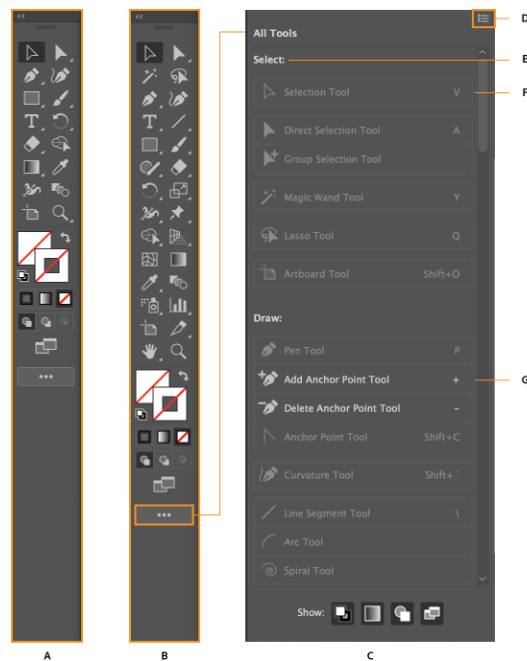 D
All Tools
Select:
E
Selection Tool V
F
Direct Selection Tool A
Group Selection Tool
Magic Wand Tool Y
Lasso Tool Q
Artboard Tool Shift+O
Draw:
Pen Tool P
Add Anchor Point Tool +
G
Delete Anchor Point Tool –
Anchor Point Tool Shift+C
Curvature Tool Shift+`
Line Segment Tool \
Arc Tool
Spiral Tool
Show:
A B C